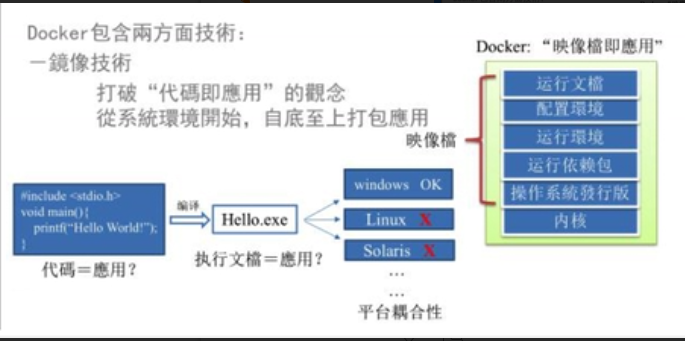 Docker包含兩方面技術：
－鏡像技術
打破“代碼即應用”的觀念
從系統環境開始，自底至上打包應用
Docker: “映像檔即應用”
运行文檔
配置環境
运行環境
运行依赖包
操作系統發行版
内核
映像檔
#include <stdio.h>
void main(){
printf("Hello World!");
}
代碼＝應用？
编译
Hello.exe
执行文檔＝應用？
windows OK
Linux X
Solaris X
…
…
平台耦合性